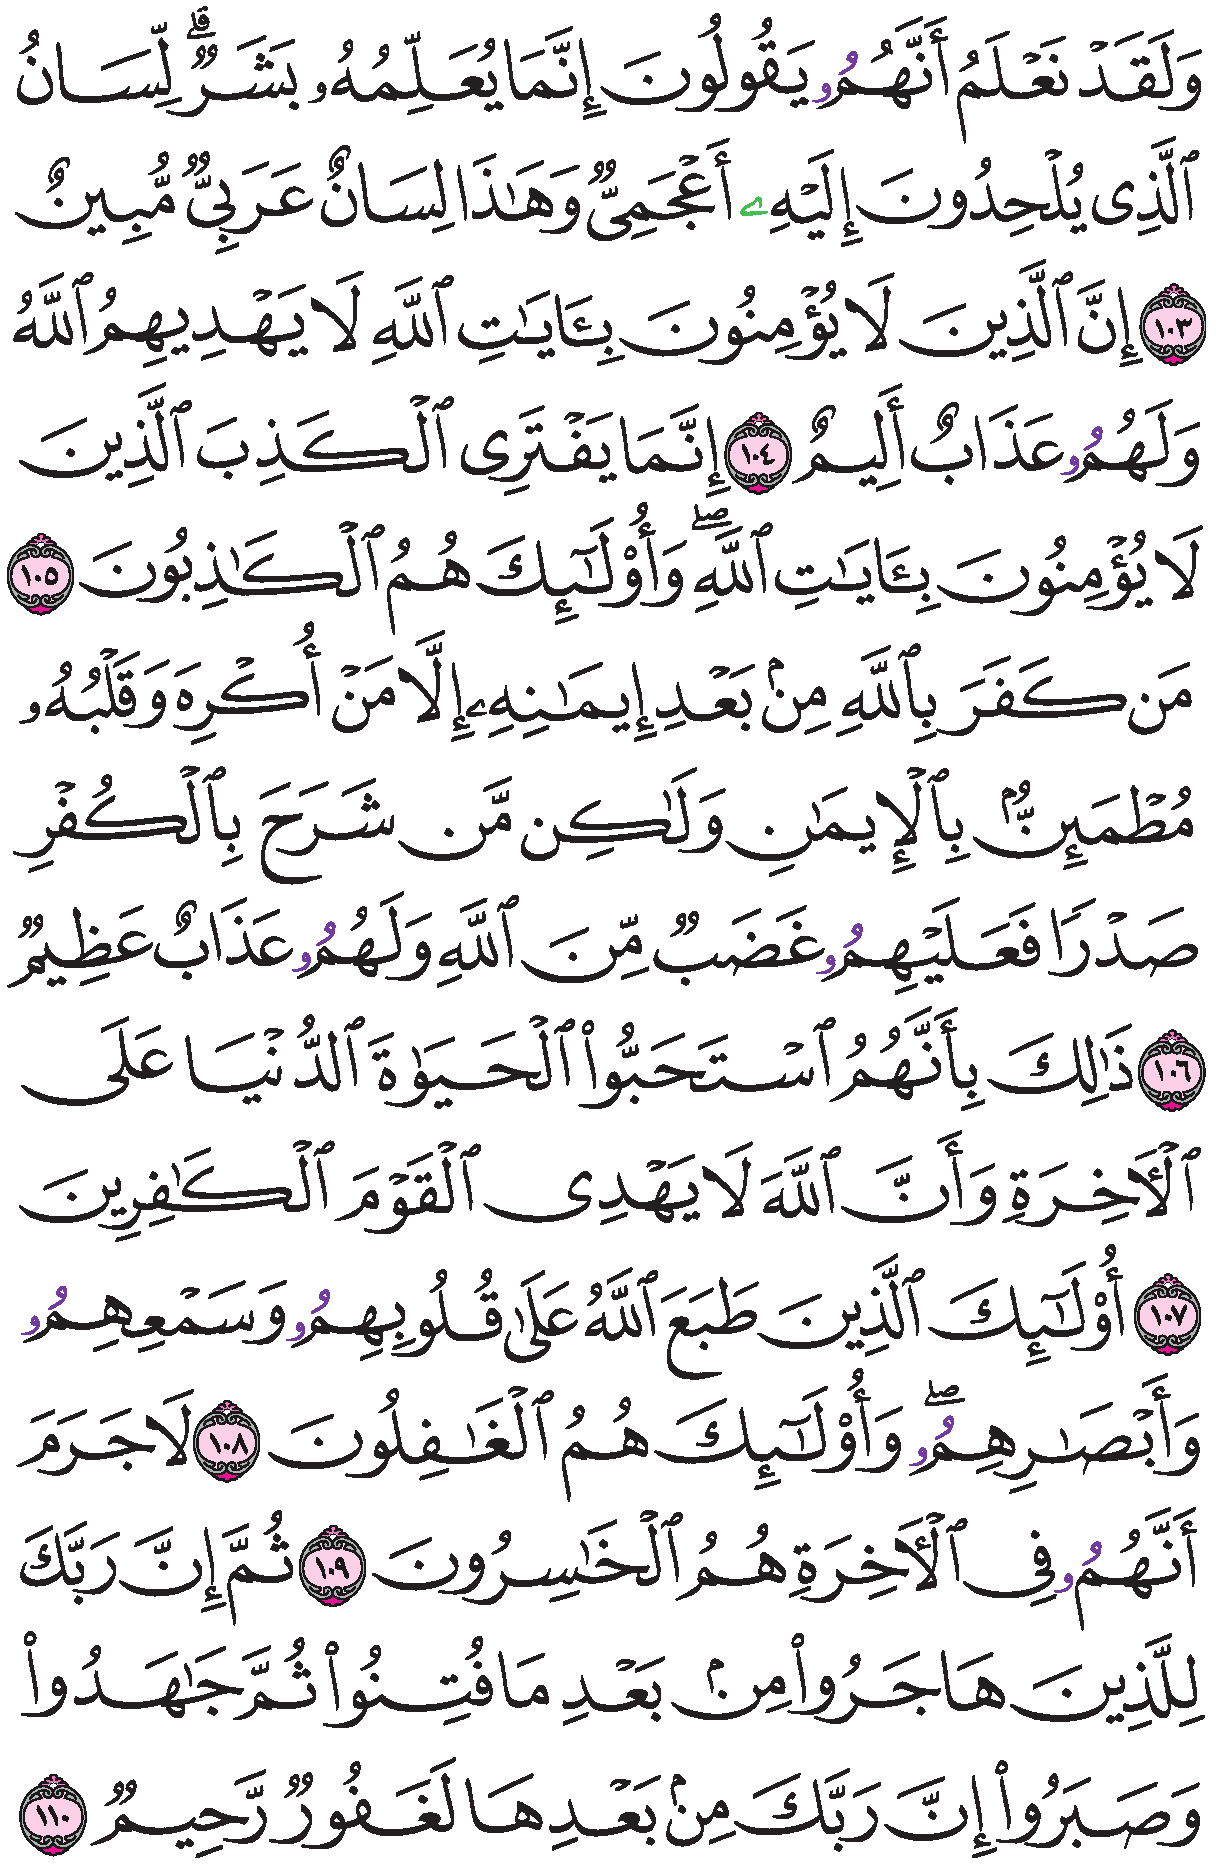 وَلَقَدۡ نَعۡلَمُ أَنَّهُمُۥ يَقُولُونَ إِنَّمَا يُعَلِّمُهُۥ بَشَرٞۗ لِّسَانُ
ٱلَّذِى يُلۡحِدُونَ إِلَيۡهِۦ أَعۡجَمِىّٞ وَهَٰذَا لِسَانٌ عَرَبِىّٞ مُّبِينٌ
١٠٣ إِنَّ ٱلَّذِينَ لَا يُؤۡمِنُونَ بِـَٔايَٰتِ ٱللَّهِ لَا يَهۡدِيهِمُ ٱللَّهُ
وَلَهُمُۥ عَذَابٌ أَلِيمٌ ١٠٤ إِنَّمَا يَفۡتَرِى ٱلۡكَذِبَ ٱلَّذِينَ
لَا يُؤۡمِنُونَ بِـَٔايَٰتِ ٱللَّهِۖ وَأُوْلَٰٓئِكَ هُمُ ٱلۡكَٰذِبُونَ ١٠٥
مَن كَفَرَ بِٱللَّهِ مِنۢ بَعۡدِ إِيمَٰنِهِۦ إِلَّا مَنۡ أُكۡرِهَ وَقَلۡبُهُۥ
مُطۡمَئِنُّۢ بِٱلۡإِيمَٰنِ وَلَٰكِن مَّن شَرَحَ بِٱلۡكُفۡرِ
صَدۡرًا فَعَلَيۡهِمُۥ غَضَبٞ مِّنَ ٱللَّهِ وَلَهُمُۥ عَذَابٌ عَظِيمٞ
١٠٦ ذَٰلِكَ بِأَنَّهُمُ ٱسۡتَحَبُّواْ ٱلۡحَيَوٰةَ ٱلدُّنۡيَا عَلَى
ٱلۡأٓخِرَةِ وَأَنَّ ٱللَّهَ لَا يَهۡدِى ٱلۡقَوۡمَ ٱلۡكَٰفِرِينَ
١٠٧ أُوْلَٰٓئِكَ ٱلَّذِينَ طَبَعَ ٱللَّهُ عَلَىٰ قُلُوبِهِمُۥ وَسَمۡعِهِمُۥ
وَأَبۡصَٰرِهِمُۥۖ وَأُوْلَٰٓئِكَ هُمُ ٱلۡغَٰفِلُونَ ١٠٨ لَا جَرَمَ
أَنَّهُمُۥ فِى ٱلۡأٓخِرَةِ هُمُ ٱلۡخَٰسِرُونَ ١٠٩ ثُمَّ إِنَّ رَبَّكَ
لِلَّذِينَ هَاجَرُواْ مِنۢ بَعۡدِ مَا فُتِنُواْ ثُمَّ جَٰهَدُواْ
وَصَبَرُواْ إِنَّ رَبَّكَ مِنۢ بَعۡدِهَا لَغَفُورٞ رَّحِيمٞ ١١٠